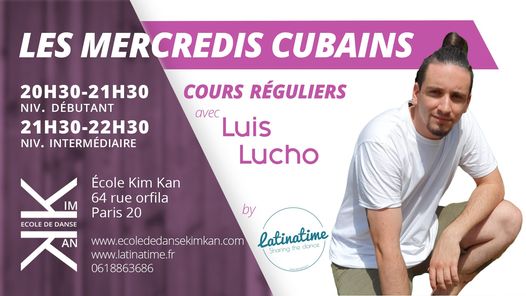 LES MERCREDIS CUBAINS
20H30-21H30
NIV. DÉBUTANT
21H30-22H30
NIV. INTERMÉDIAIRE
COURS RÉGULIERS
avec
Luis
Lucho
KIM
ECOLE DE DANSE
KAN
École Kim Kan
64 rue orfila
Paris 20
www.ecolededansekimkan.com
www.latinatime.fr
0618863686
by
latinatime
Sharing the dance